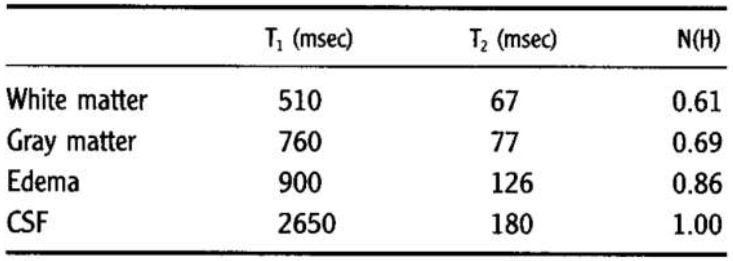 T₁ (msec) T₂ (msec) N(H)
White matter 510 67 0.61
Gray matter 760 77 0.69
Edema 900 126 0.86
CSF 2650 180 1.00